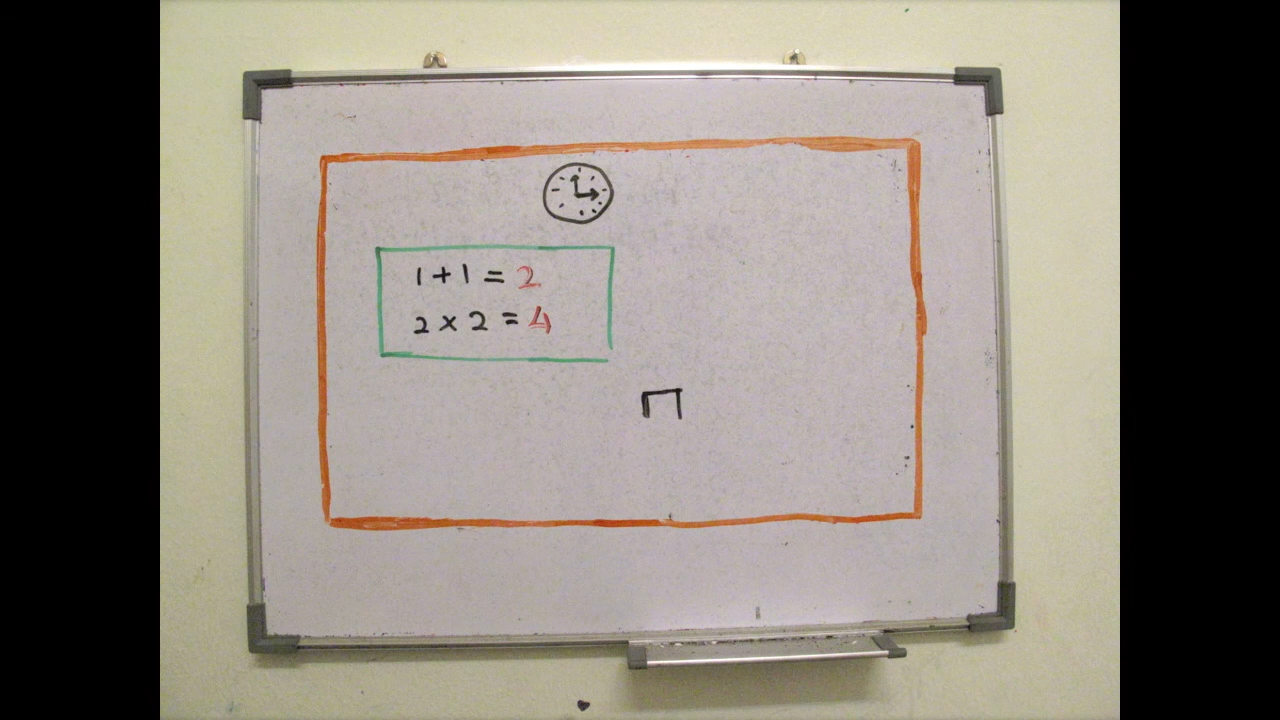 1 + 1 = 2
2 x 2 = 4